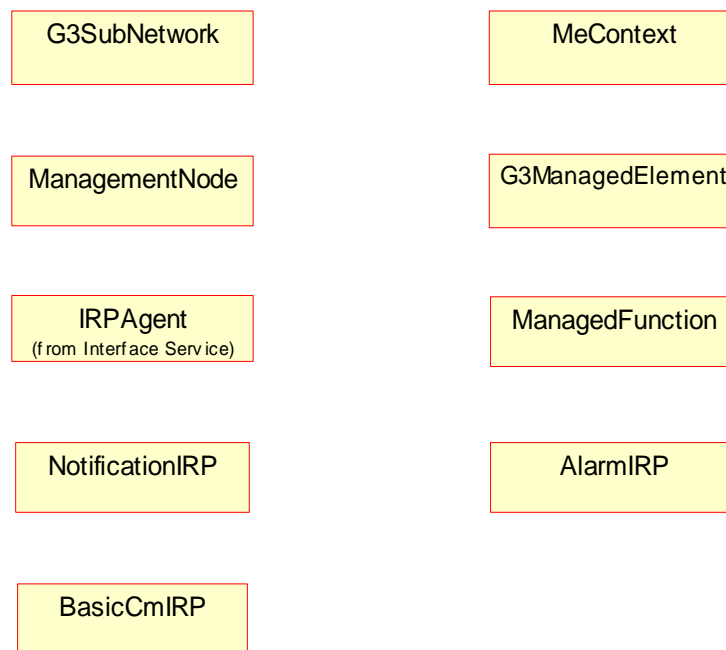 G3SubNetwork
MeContext
ManagementNode
G3ManagedElement
IRPAgent
(from Interface Service)
ManagedFunction
NotificationIRP
AlarmIRP
BasicCmIRP